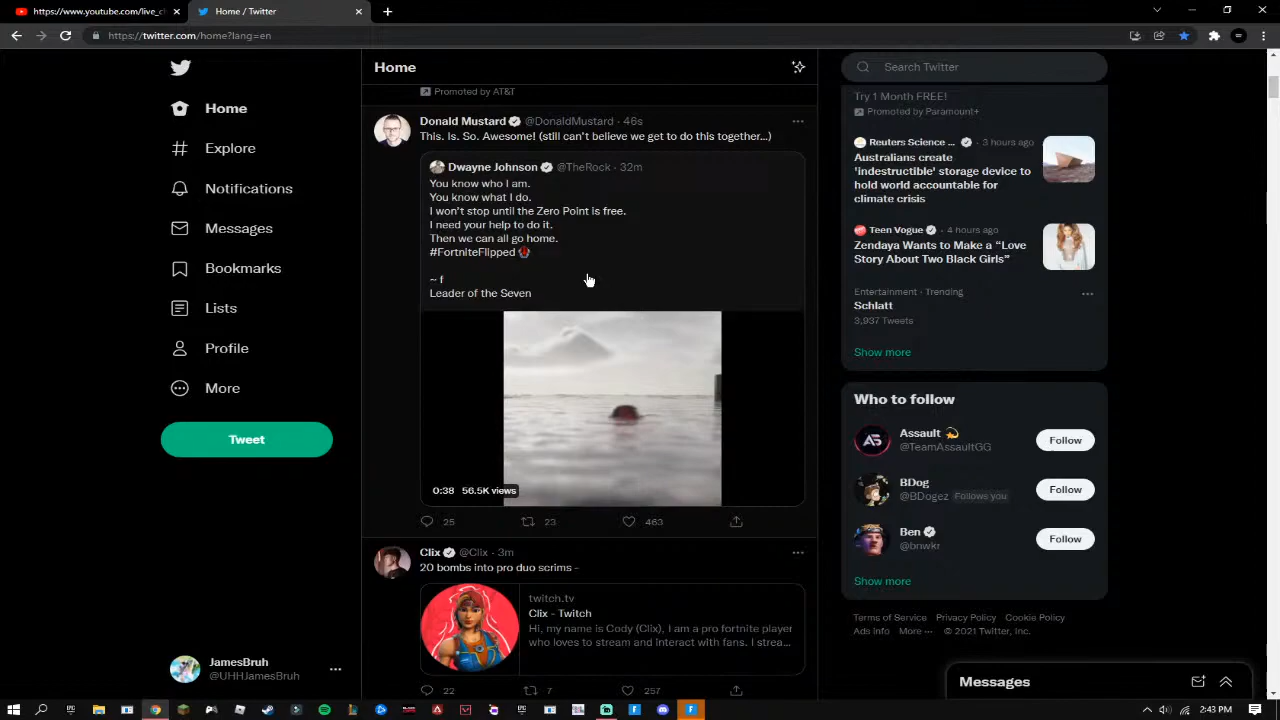 https://www.youtube.com/live_c
Home / Twitter
https://twitter.com/home?lang=en
Home
Explore
Notifications
Messages
Bookmarks
Lists
Profile
More
Tweet
JamesBruh
@UHHJamesBruh
Home
Promoted by AT&T
Donald Mustard @DonaldMustard · 46s
This. Is. So. Awesome! (still can't believe we get to do this together...)
Dwayne Johnson @TheRock · 32m
You know who I am.
You know what I do.
I won't stop until the Zero Point is free.
I need your help to do it.
Then we can all go home.
#FortniteFlipped
~ f
Leader of the Seven
0:38 56.5K views
25 23 463
Clix @Clix · 3m
20 bombs into pro duo scrims -
twitch.tv
Clix - Twitch
Hi, my name is Cody (Clix), I am a pro fortnite player
who loves to stream and interact with fans. I strea...
22 7 257
Search Twitter
Try 1 Month FREE!
Promoted by Paramount+
Reuters Science ... · 3 hours ago
Australians create
'indestructible' storage device to
hold world accountable for
climate crisis
Teen Vogue · 4 hours ago
Zendaya Wants to Make a "Love
Story About Two Black Girls"
Entertainment · Trending
Schlatt
3,937 Tweets
Show more
Who to follow
Assault
@TeamAssaultGG
Follow
BDog
@BDogez Follows you
Follow
Ben
@bnwkr
Follow
Show more
Terms of Service Privacy Policy Cookie Policy
Ads info More ··· © 2021 Twitter, Inc.
Messages
2:43 PM